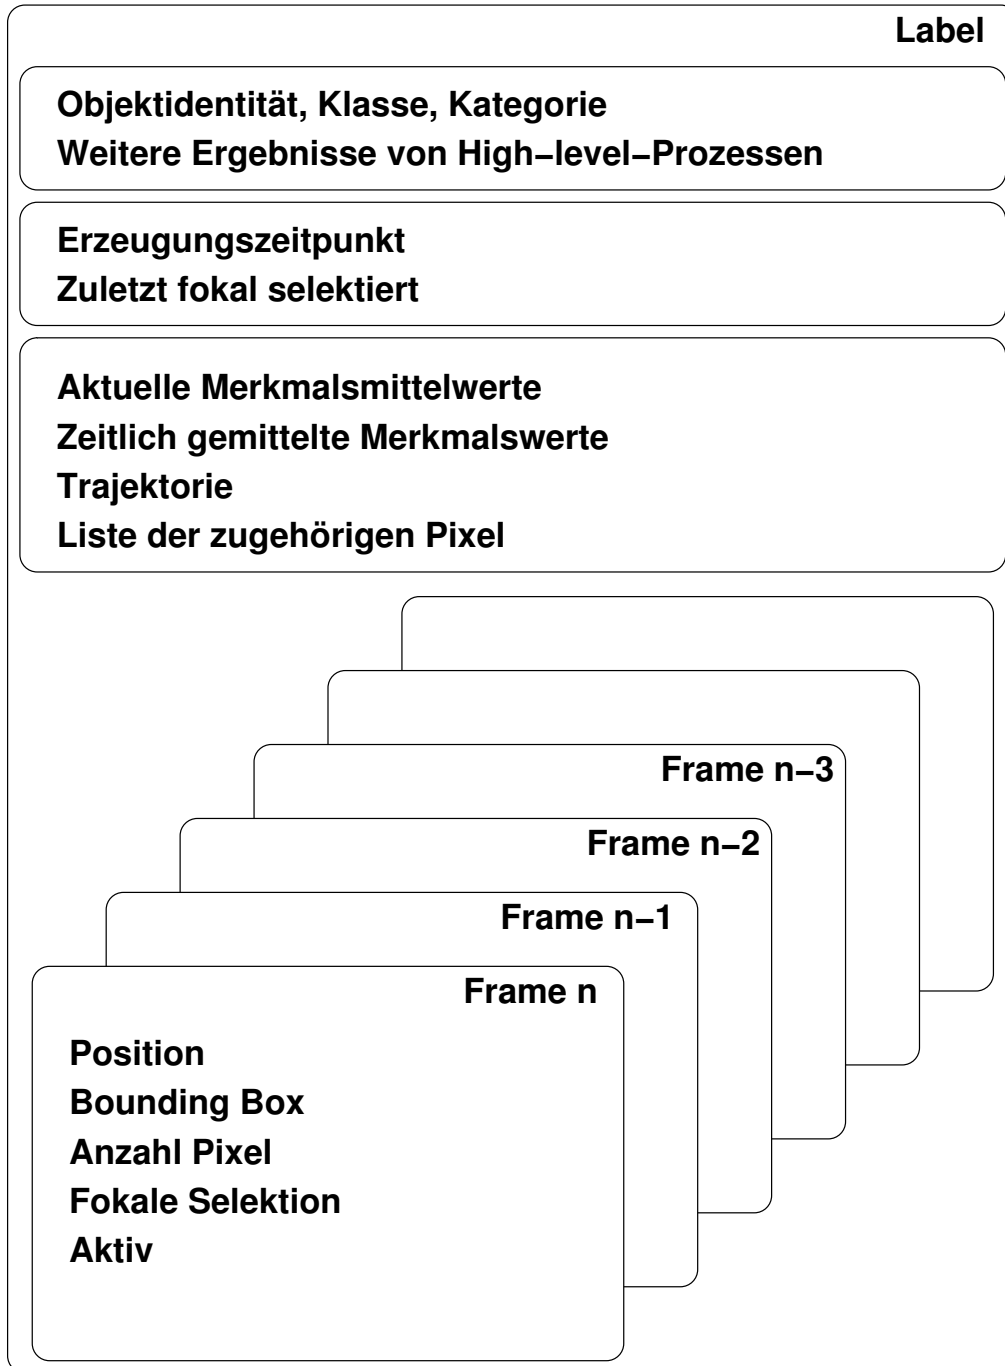 Label
Objektidentität, Klasse, Kategorie
Weitere Ergebnisse von High−level−Prozessen
Erzeugungszeitpunkt
Zuletzt fokal selektiert
Aktuelle Merkmalsmittelwerte
Zeitlich gemittelte Merkmalswerte
Trajektorie
Liste der zugehörigen Pixel
Frame n−3
Frame n−2
Frame n−1
Frame n
Position
Bounding Box
Anzahl Pixel
Fokale Selektion
Aktiv